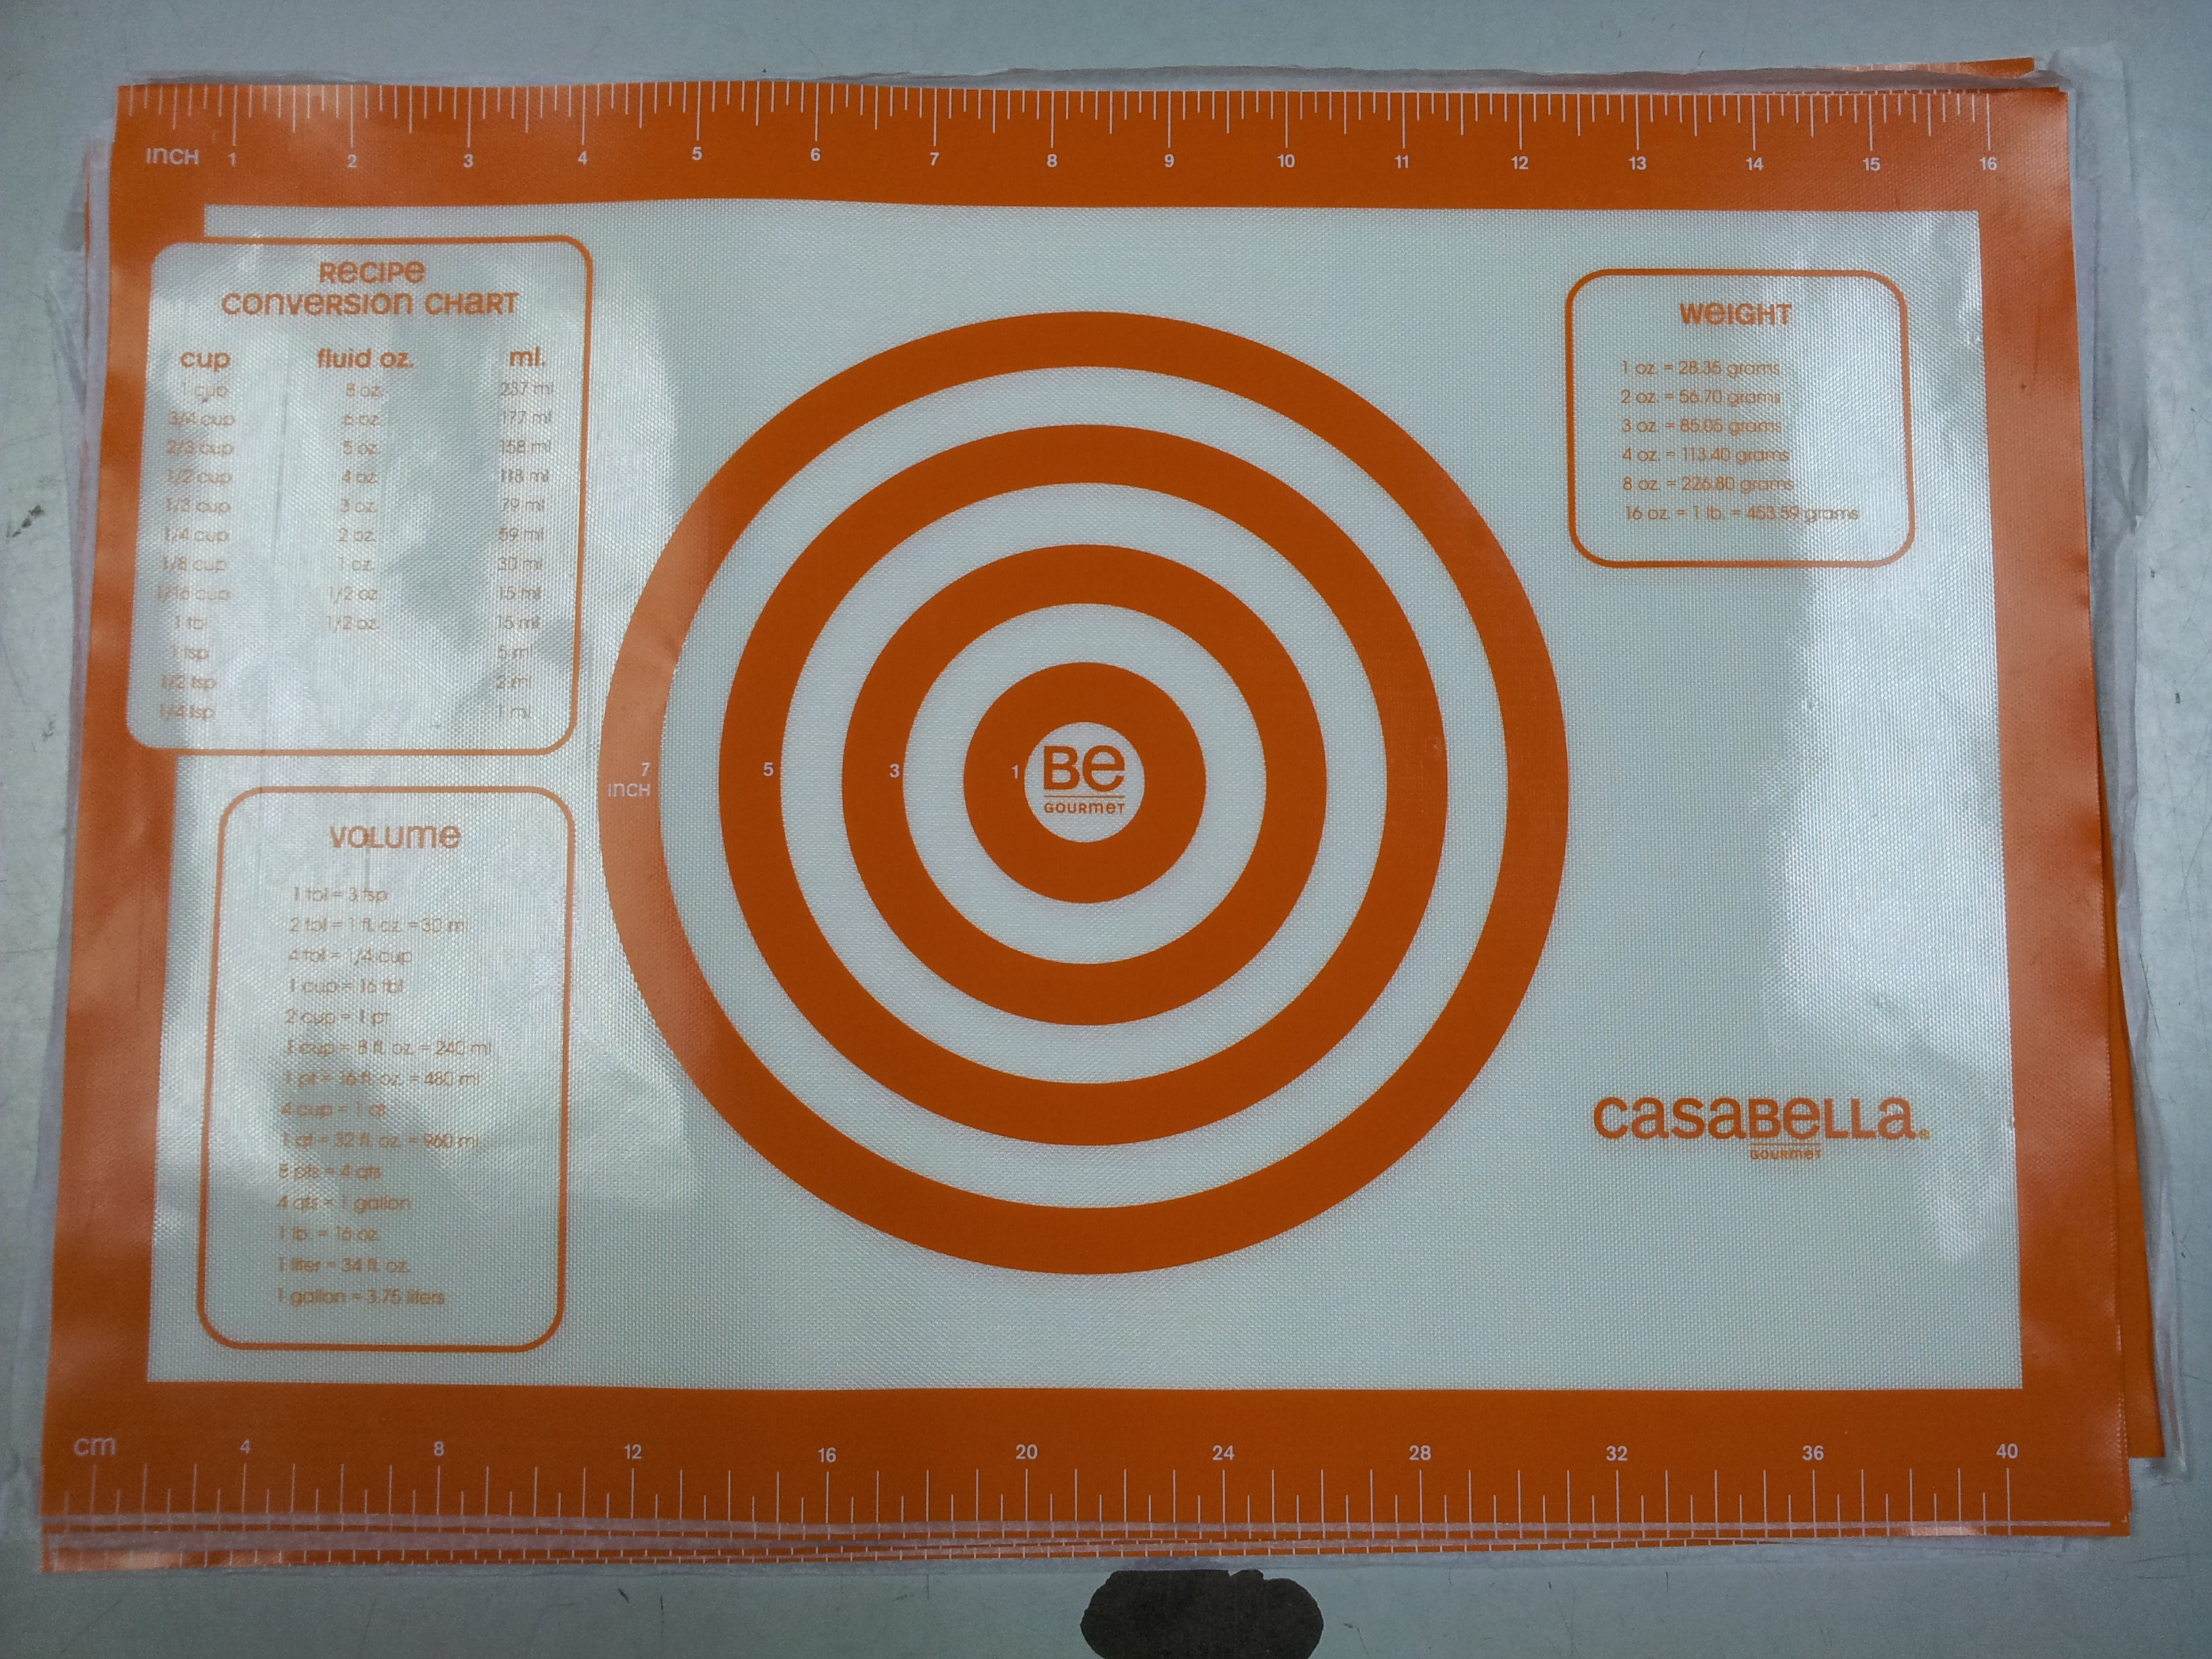 INCH 1 2 3 4 5 6 7 8 9 10 11 12 13 14 15 16
RECIPE
CONVERSION CHART
cup fluid oz. ml.
1 cup 8 oz. 237 ml
3/4 cup 6 oz. 177 ml
2/3 cup 5 oz. 158 ml
1/2 cup 4 oz. 118 ml
1/3 cup 3 oz. 79 ml
1/4 cup 2 oz. 59 ml
1/8 cup 1 oz. 30 ml
1/16 cup 1/2 oz. 15 ml
1 tbl 1/2 oz. 15 ml
1 tsp 5 ml
1/2 tsp 2 ml
1/4 tsp 1 ml
WEIGHT
1 oz. = 28.35 grams
2 oz. = 56.70 grams
3 oz. = 85.05 grams
4 oz. = 113.40 grams
8 oz. = 226.80 grams
16 oz. = 1 lb. = 453.59 grams
7 5 3 1
INCH
Be
GOURMET
VOLUME
1 tbl = 3 tsp
2 tbl = 1 fl. oz. = 30 ml
4 tbl = 1/4 cup
1 cup = 16 tbl
2 cup = 1 pt
1 cup = 8 fl. oz. = 240 ml
1 pt = 16 fl. oz. = 480 ml
4 cup = 1 qt
1 qt = 32 fl. oz. = 960 ml
8 pts = 4 qts
4 qts = 1 gallon
1 lb. = 16 oz.
1 liter = 34 fl. oz.
1 gallon = 3.75 liters
CASABELLA®
GOURMET
cm 4 8 12 16 20 24 28 32 36 40